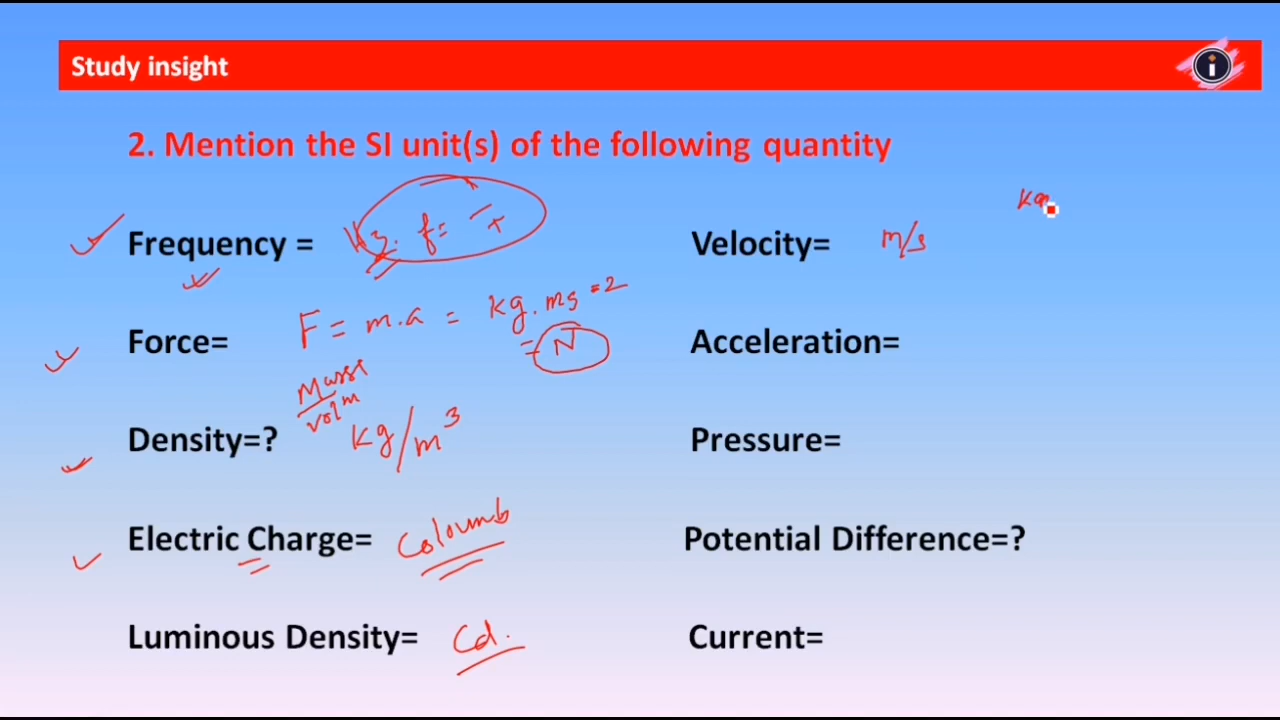 Study insight
i
2. Mention the SI unit(s) of the following quantity
Frequency = Hz. f=
Force= F = m.a = kg.ms=2
= N
Mass
volm
Density=? kg/m3
Electric Charge= Coloumb
Luminous Density= Cd.
Velocity= m/s
Acceleration=
Pressure=
Potential Difference=?
Current=